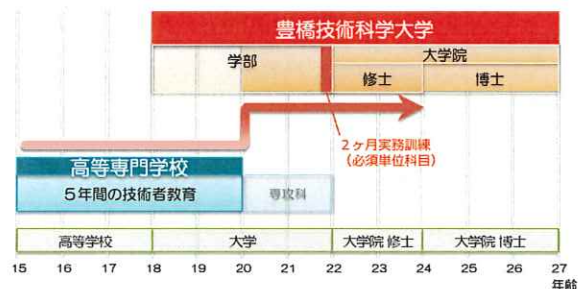 豊橋技術科学大学
学部
大学院
修士
博士
2ヶ月実務訓練
(必須単位科目)
高等専門学校
5年間の技術者教育
専攻科
高等学校
大学
大学院 修士
大学院 博士
15 16 17 18 19 20 21 22 23 24 25 26 27
年齢